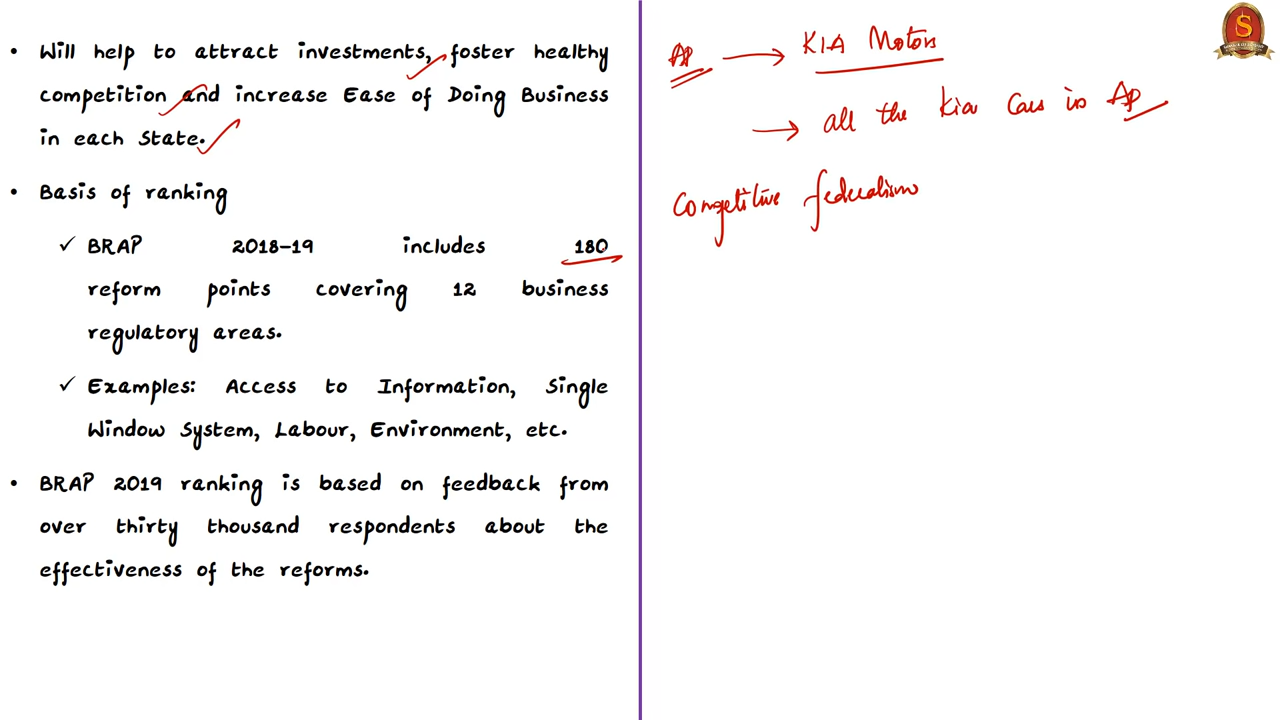 • Will help to attract investments, foster healthy
competition and increase Ease of Doing Business
in each State.
• Basis of ranking
✓ BRAP 2018-19 includes 180
reform points covering 12 business
regulatory areas.
✓ Examples: Access to Information, Single
Window System, Labour, Environment, etc.
• BRAP 2019 ranking is based on feedback from
over thirty thousand respondents about the
effectiveness of the reforms.
AP → KIA Motors
→ all the Kia Cars in AP
Competitive federalism
S